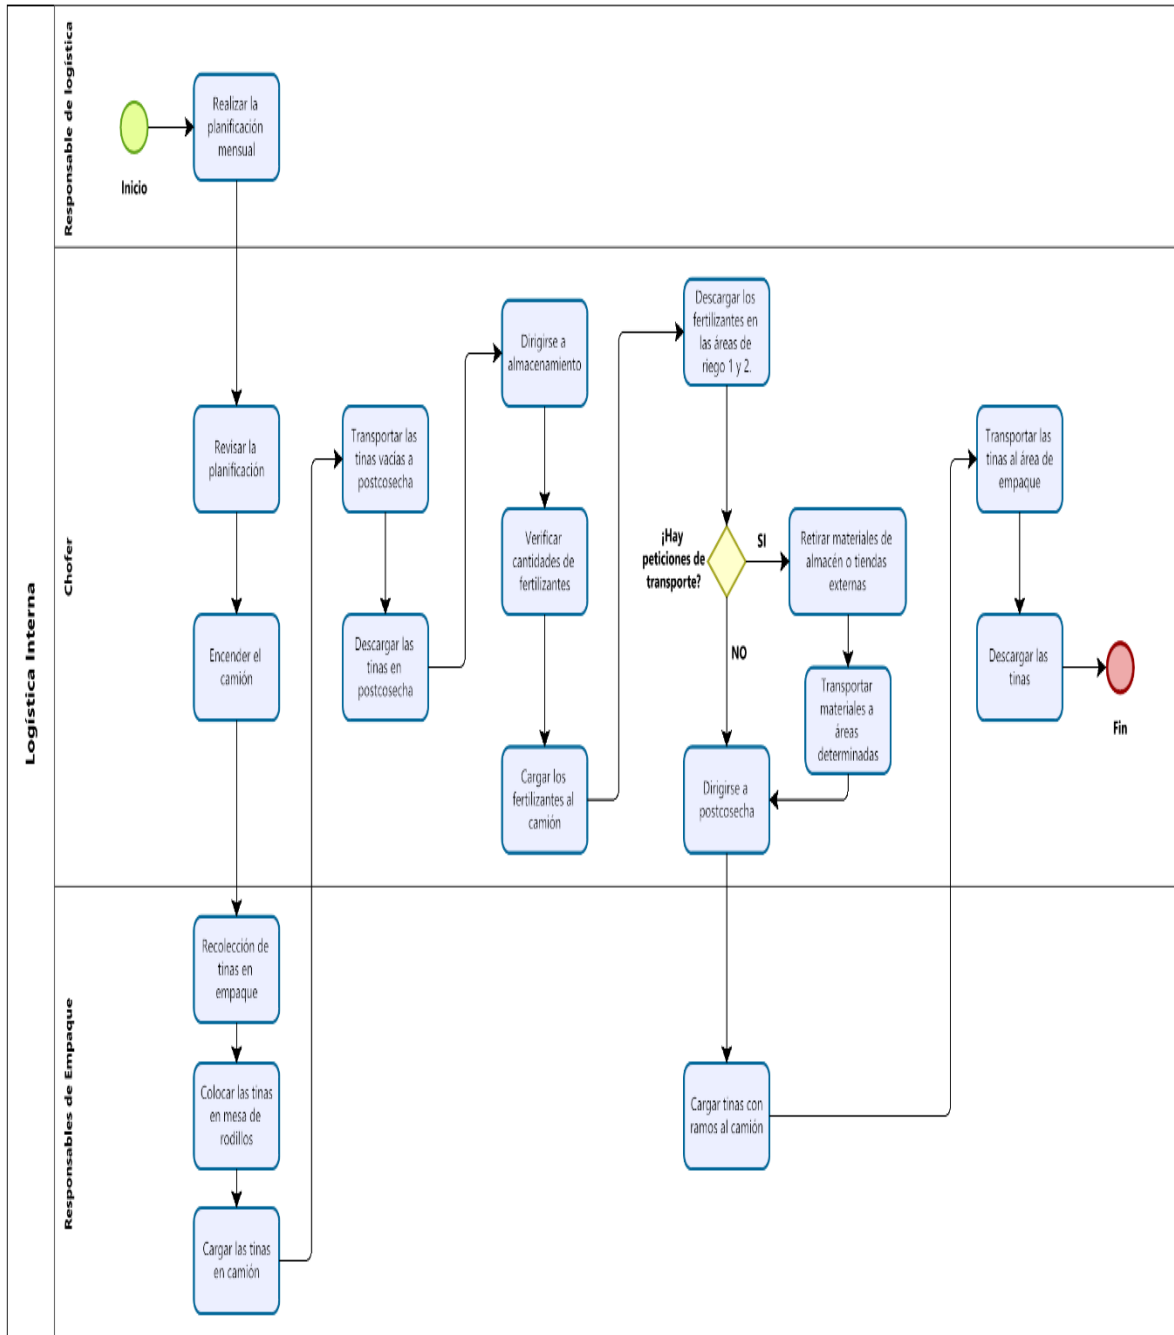 Logística Interna
Responsable de logística
Inicio
Realizar la
planificación
mensual
Chofer
Revisar la
planificación
Encender el
camión
Transportar las
tinas vacías a
postcosecha
Descargar las
tinas en
postcosecha
Dirigirse a
almacenamiento
Verificar
cantidades de
fertilizantes
Cargar los
fertilizantes al
camión
Descargar los
fertilizantes en
las áreas de
riego 1 y 2.
¡Hay
peticiones de
transporte?
SI
NO
Retirar materiales de
almacén o tiendas
externas
Transportar
materiales a
áreas
determinadas
Dirigirse a
postcosecha
Transportar las
tinas al área de
empaque
Descargar las
tinas
Fin
Responsables de Empaque
Recolección de
tinas en
empaque
Colocar las tinas
en mesa de
rodillos
Cargar las tinas
en camión
Cargar tinas con
ramos al camión